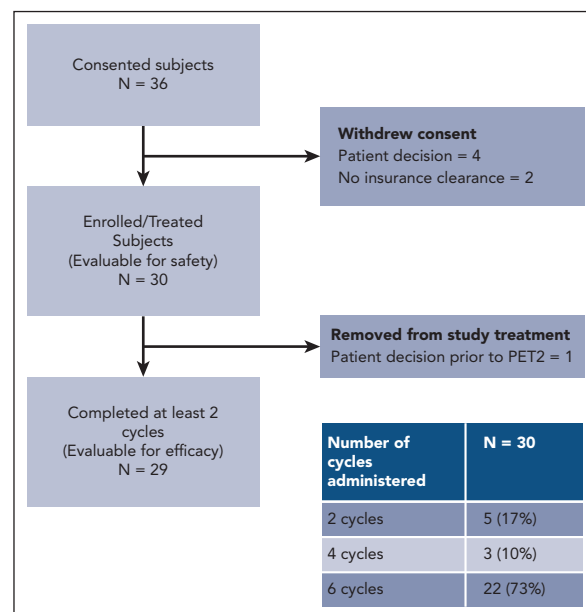 Consented subjects
N = 36
Withdrew consent
Patient decision = 4
No insurance clearance = 2
Enrolled/Treated
Subjects
(Evaluable for safety)
N = 30
Removed from study treatment
Patient decision prior to PET2 = 1
Completed at least 2
cycles
(Evaluable for efficacy)
N = 29
Number of
cycles
administered
N = 30
2 cycles
5 (17%)
4 cycles
3 (10%)
6 cycles
22 (73%)